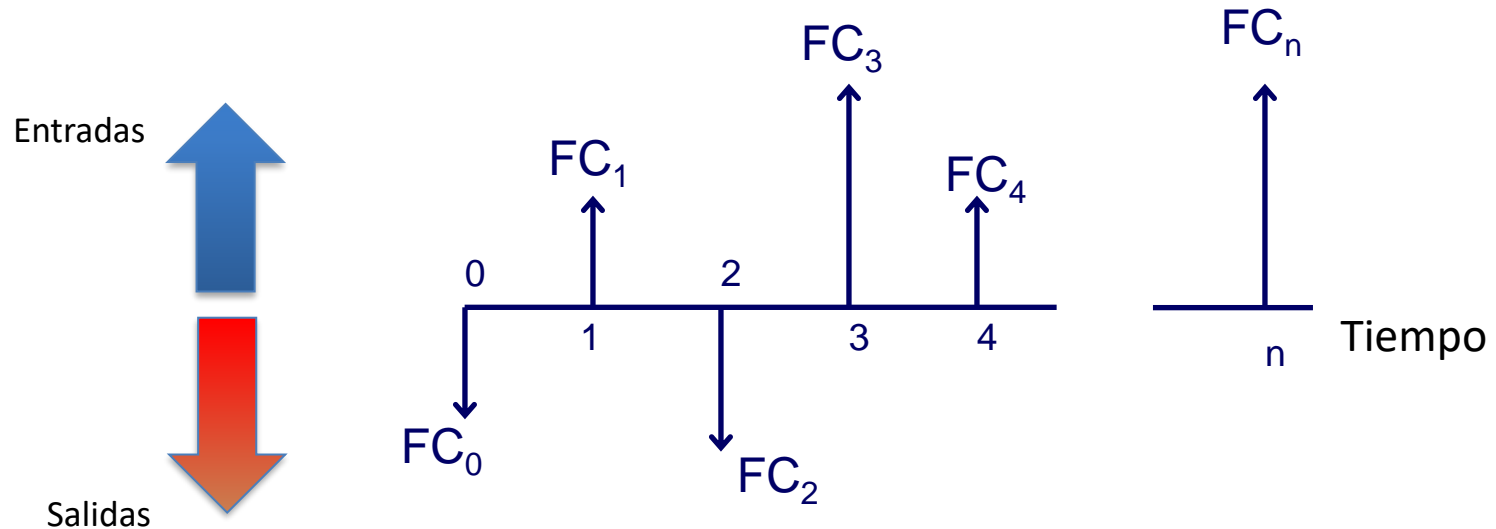 Entradas
Salidas
FC₀
FC₁
FC₂
FC₃
FC₄
FCₙ
0
1
2
3
4
n
Tiempo